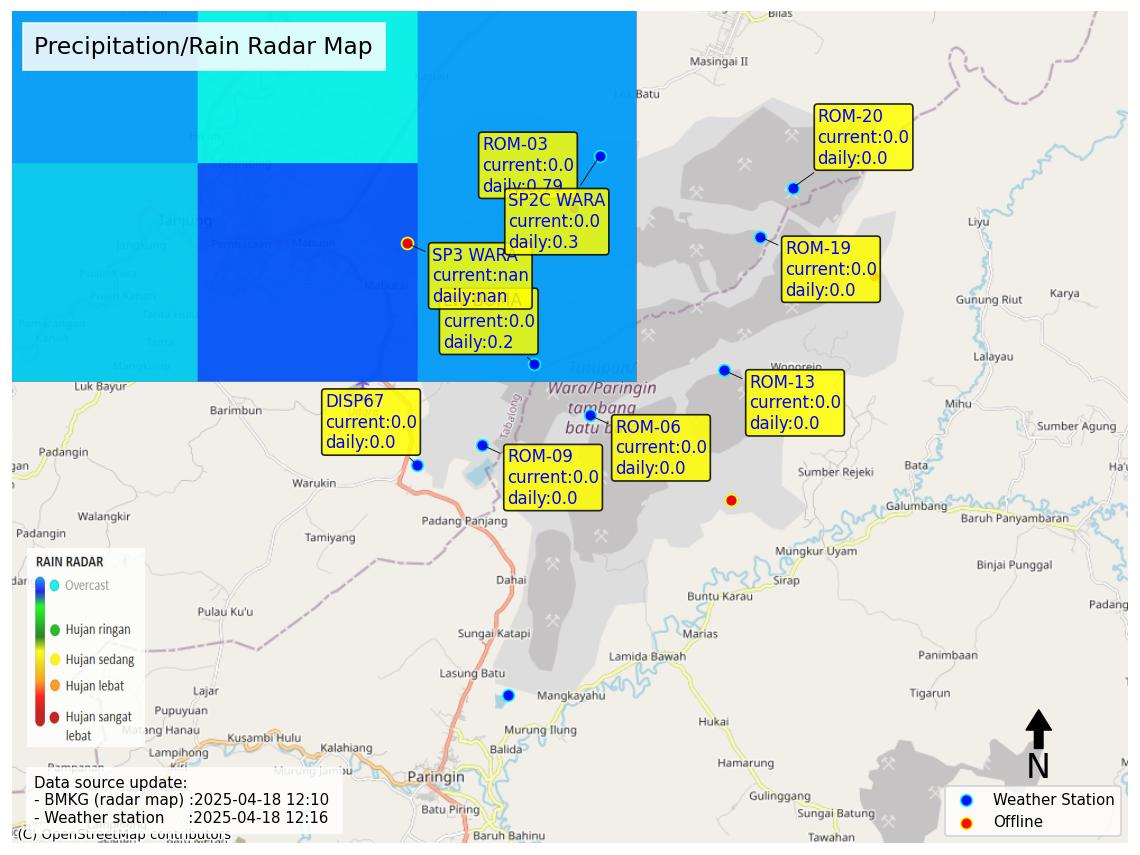 Precipitation/Rain Radar Map
Bilas
Masingai II
Batu
ROM-20
current:0.0
daily:0.0
ROM-03
current:0.0
daily:0.79
SP2C WARA
current:0.0
daily:0.3
Tanjung
Liyu
ROM-19
current:0.0
daily:0.0
SP3 WARA
current:nan
daily:nan
current:0.0
daily:0.2
Gunung Riut
Karya
Lalayau
Wonorejo
Tutupan/
Wara/Paringin
tambang
batu
Tabalong
Luk Bayur
Barimbun
DISP67
current:0.0
daily:0.0
ROM-13
current:0.0
daily:0.0
Mihu
ROM-06
current:0.0
daily:0.0
Sumber Agung
Padangin
ROM-09
current:0.0
daily:0.0
Bata
Sumber Rejeki
Warukin
Galumbang
Walangkir
Padang Panjang
Baruh Panyambaran
Padangin
Tamiyang
Mungkur Uyam
Binjai Punggal
RAIN RADAR
Overcast
Hujan ringan
Hujan sedang
Hujan lebat
Hujan sangat
lebat
Dahai
Sirap
Buntu Karau
Padang
Pulau Ku'u
Sungai Katapi
Marias
Lamida Bawah
Panimbaan
Lasung Batu
Lajar
Mangkayahu
Tigarun
Pupuyuan
Matang Hanau
Murung Ilung
Hukai
Kusambi Hulu
Kalahiang
Lampihong
Balida
Hamarung
Murung Jambu
Paringin
Gulinggang
N
Batu Piring
Sungai Batung
Baruh Bahinu
Tawahan
Data source update:
- BMKG (radar map) :2025-04-18 12:10
- Weather station :2025-04-18 12:16
(C) OpenStreetMap contributors
Weather Station
Offline